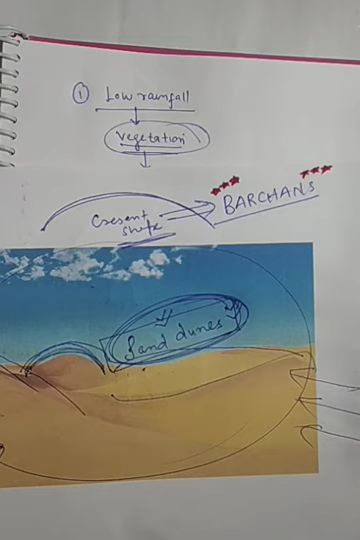 ① Low rainfall
vegetation
Cresent shape
BARCHANS
Sand dunes